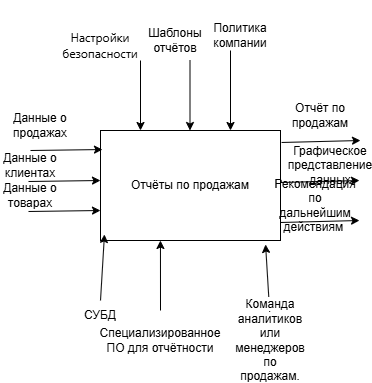 Настройки
безопасности
Шаблоны
отчётов
Политика
компании
Данные о
продажах
Данные о
клиентах
Данные о
товарах
Отчёты по продажам
Отчёт по
продажам
Графическое
представление
данных
Рекомендация
по
дальнейшим
действиям
СУБД
Специализированное
ПО для отчётности
Команда
аналитиков
или
менеджеров
по
продажам.